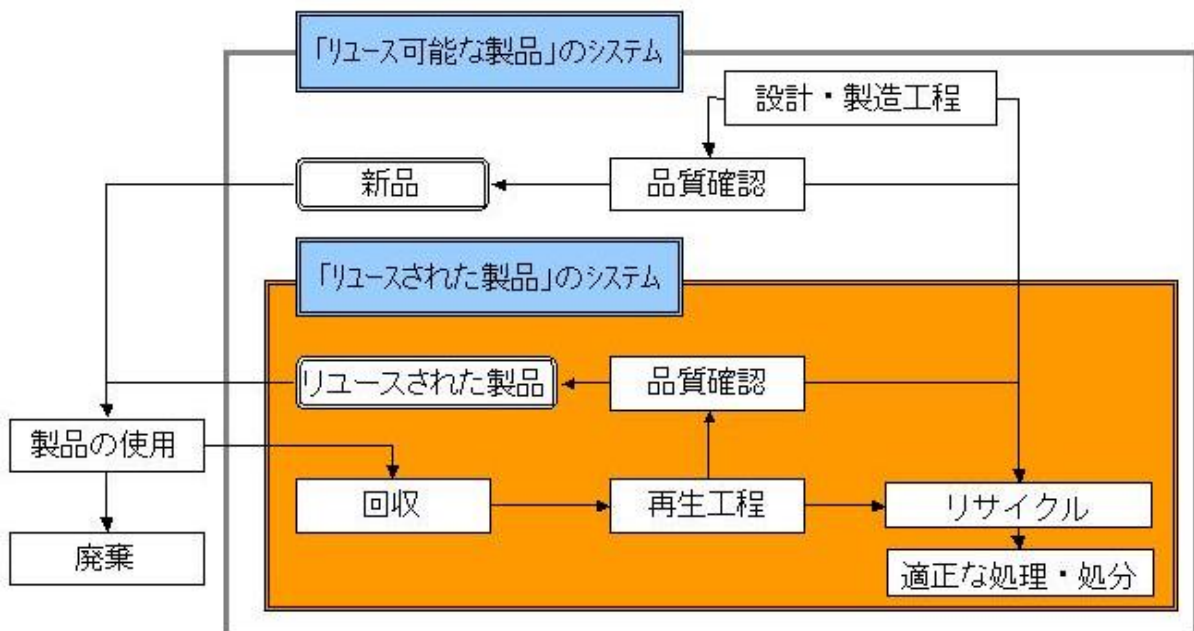 「リユース可能な製品」のシステム
設計・製造工程
新品
品質確認
「リユースされた製品」のシステム
リユースされた製品
品質確認
製品の使用
回収
再生工程
リサイクル
廃棄
適正な処理・処分